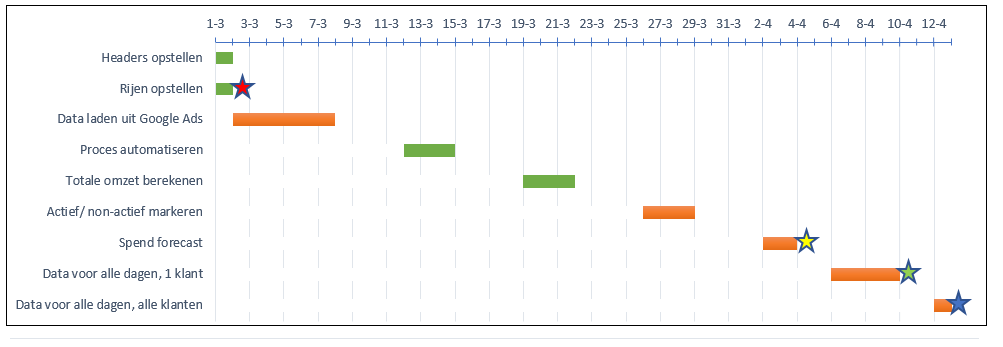 1-3 3-3 5-3 7-3 9-3 11-3 13-3 15-3 17-3 19-3 21-3 23-3 25-3 27-3 29-3 31-3 2-4 4-4 6-4 8-4 10-4 12-4
Headers opstellen
Rijen opstellen
Data laden uit Google Ads
Proces automatiseren
Totale omzet berekenen
Actief/ non-actief markeren
Spend forecast
Data voor alle dagen, 1 klant
Data voor alle dagen, alle klanten